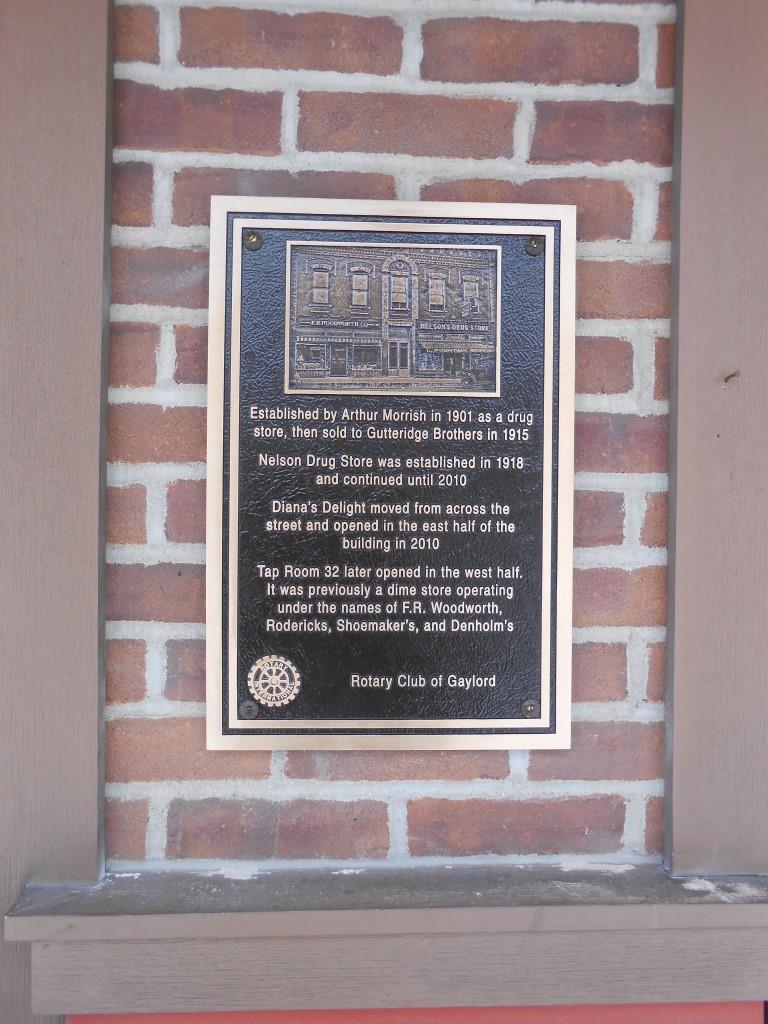 F.R. WOODWORTH CO.
NELSON'S DRUG STORE
Established by Arthur Morrish in 1901 as a drug
store, then sold to Gutteridge Brothers in 1915
Nelson Drug Store was established in 1918
and continued until 2010
Diana's Delight moved from across the
street and opened in the east half of the
building in 2010
Tap Room 32 later opened in the west half.
It was previously a dime store operating
under the names of F.R. Woodworth,
Rodericks, Shoemaker's, and Denholm's
ROTARY
INTERNATIONAL
Rotary Club of Gaylord